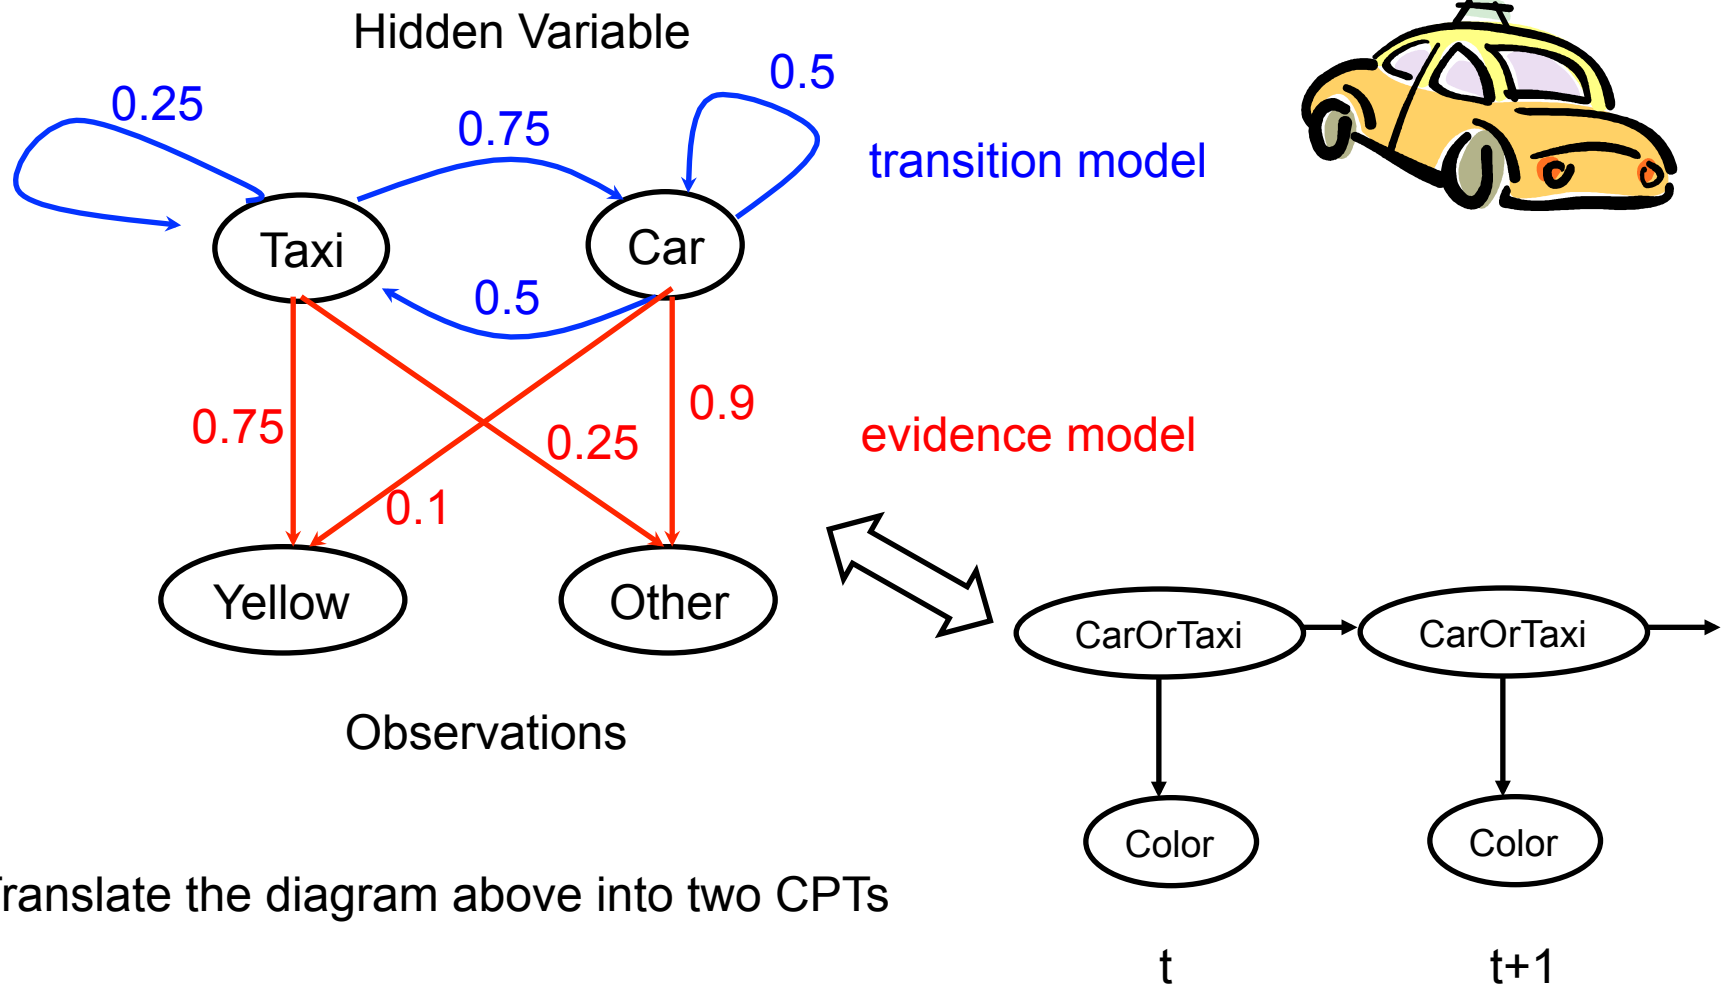 Hidden Variable
0.25
0.75
0.5
transition model
Taxi
Car
0.5
0.75
0.25
0.9
0.1
evidence model
Yellow
Other
CarOrTaxi
CarOrTaxi
Observations
Color
Color
ranslate the diagram above into two CPTs
t
t+1